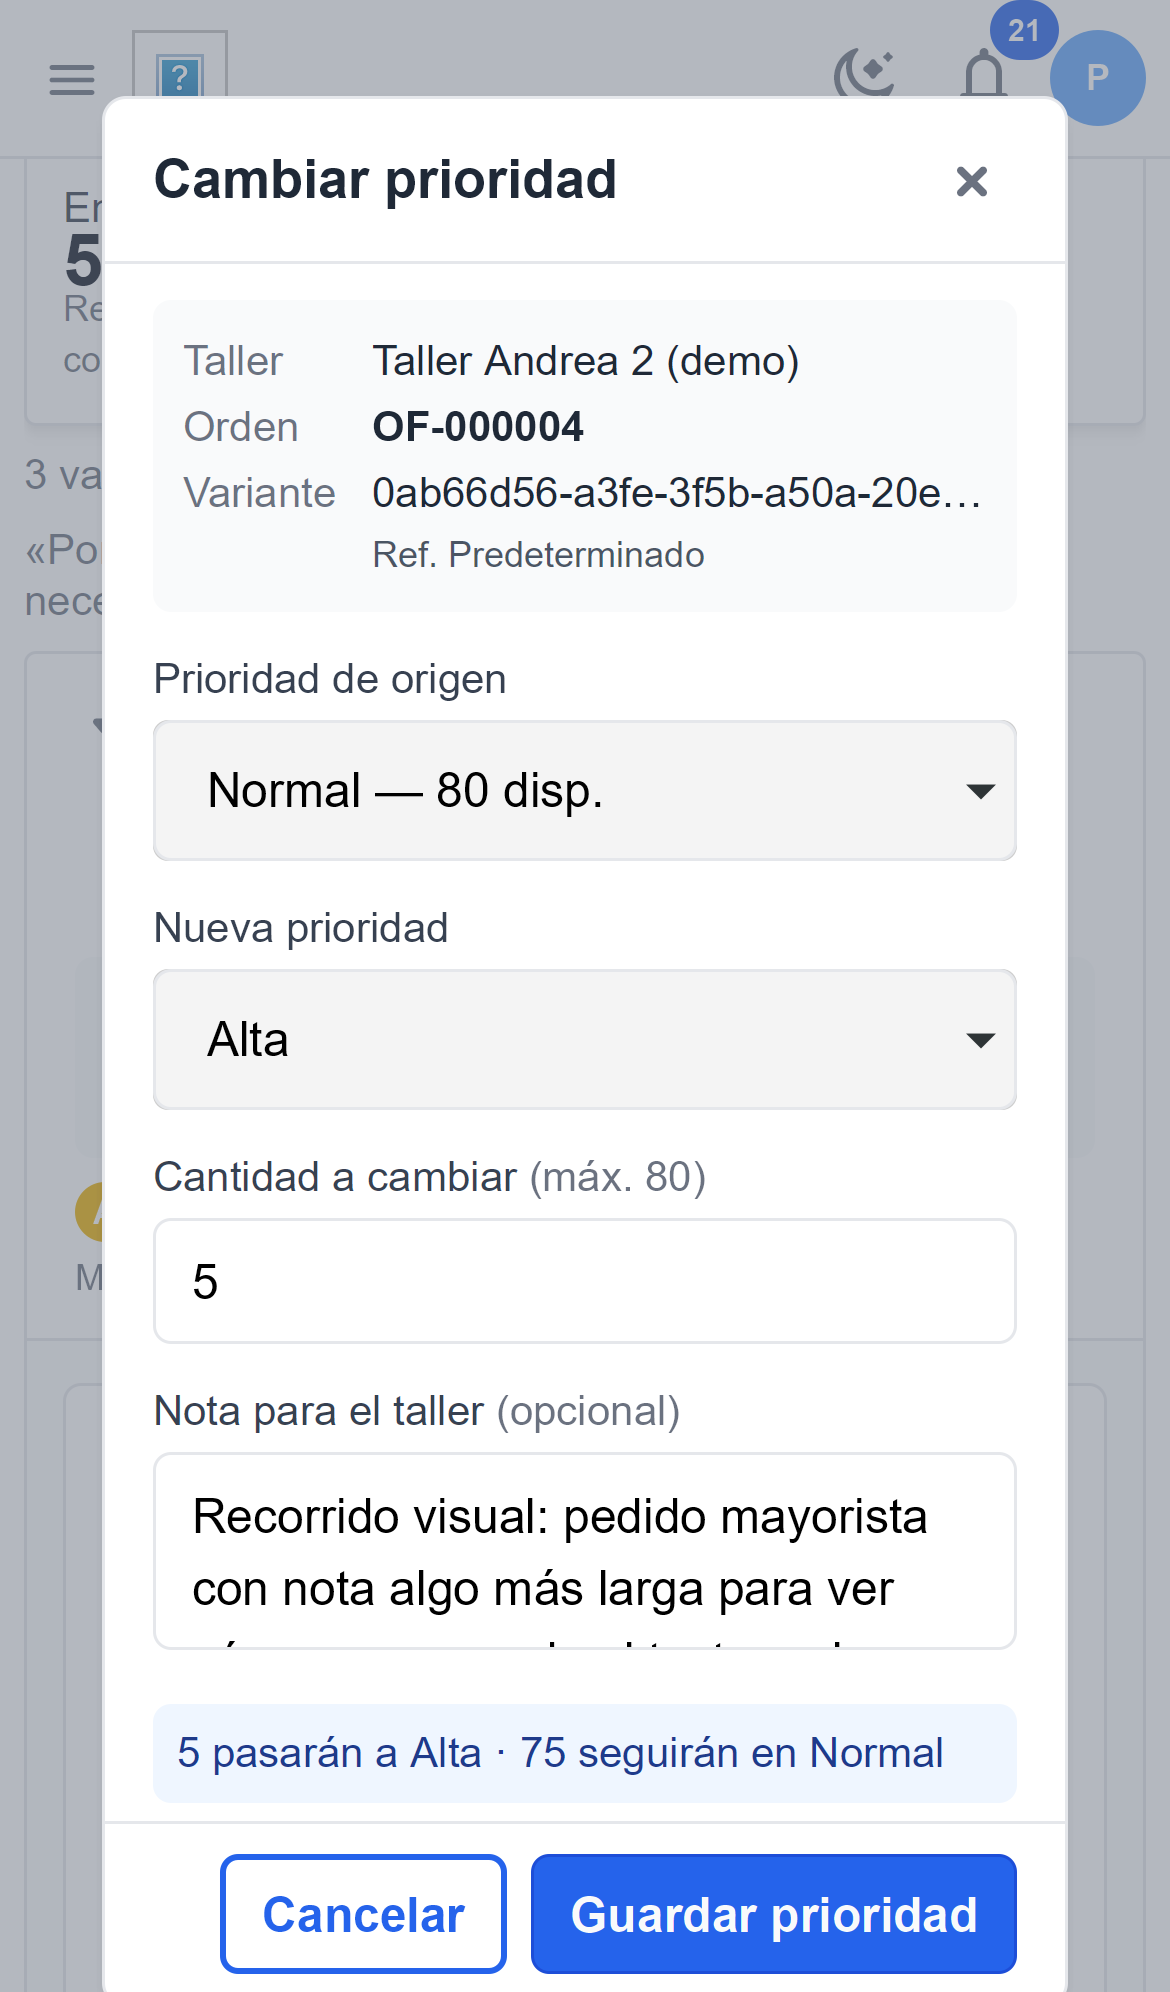 21
?
P
Cambiar prioridad
Taller Taller Andrea 2 (demo)
Orden OF-000004
Variante 0ab66d56-a3fe-3f5b-a50a-20e...
Ref. Predeterminado
Prioridad de origen
Normal — 80 disp.
Nueva prioridad
Alta
Cantidad a cambiar (máx. 80)
5
Nota para el taller (opcional)
Recorrido visual: pedido mayorista
con nota algo más larga para ver
5 pasarán a Alta · 75 seguirán en Normal
Cancelar
Guardar prioridad
5
3